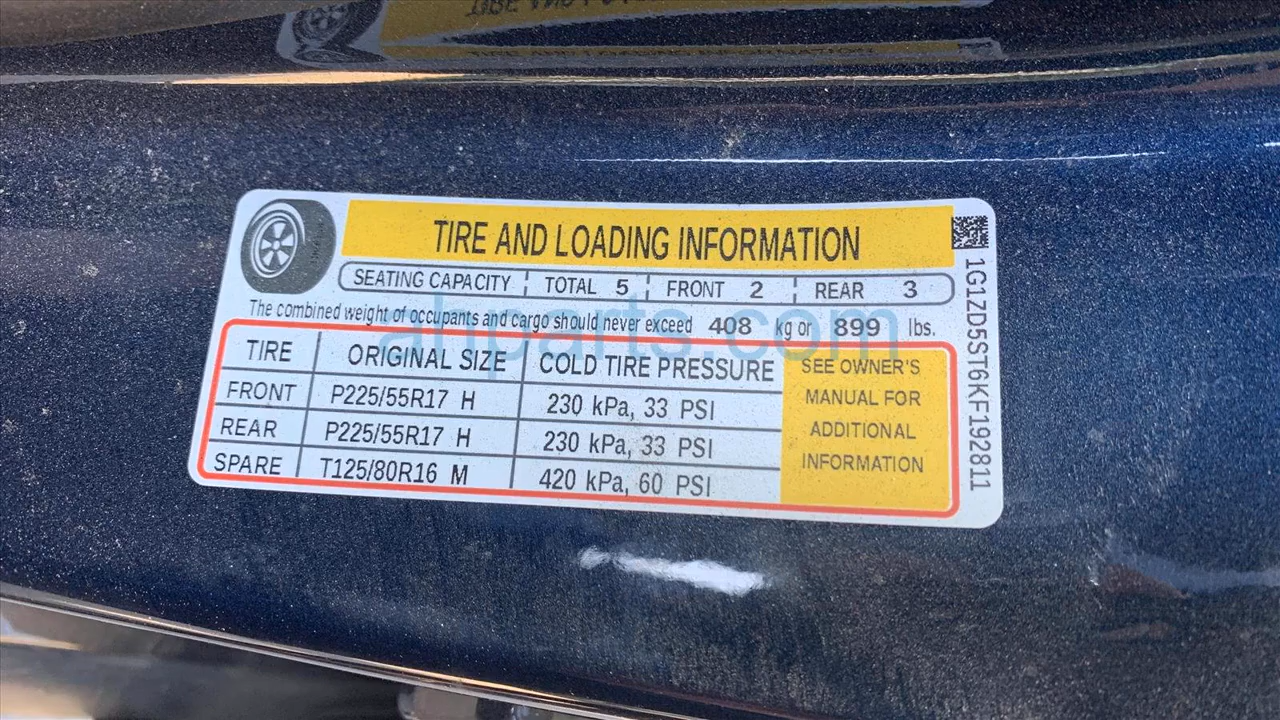 TIRE AND LOADING INFORMATION
SEATING CAPACITY TOTAL 5 FRONT 2 REAR 3
The combined weight of occupants and cargo should never exceed 408 kg or 899 lbs.
TIRE ORIGINAL SIZE COLD TIRE PRESSURE
FRONT P225/55R17 H 230 kPa, 33 PSI
REAR P225/55R17 H 230 kPa, 33 PSI
SPARE T125/80R16 M 420 kPa, 60 PSI
SEE OWNER'S
MANUAL FOR
ADDITIONAL
INFORMATION
1G1ZD5ST6KF192811
ahparts.com